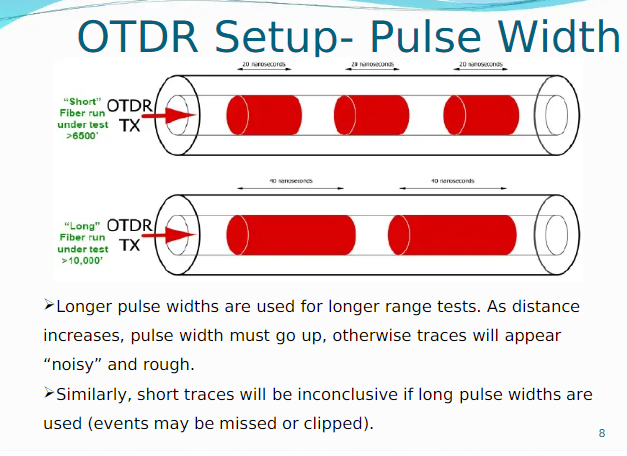 OTDR Setup- Pulse Width
20 nanoseconds 20 nanoseconds 20 nanoseconds
“Short”
Fiber run
under test
>6500’
OTDR
TX
40 nanoseconds 40 nanoseconds
“Long”
Fiber run
under test
>10,000’
OTDR
TX
➢Longer pulse widths are used for longer range tests. As distance
increases, pulse width must go up, otherwise traces will appear
“noisy” and rough.
➢Similarly, short traces will be inconclusive if long pulse widths are
used (events may be missed or clipped).
8